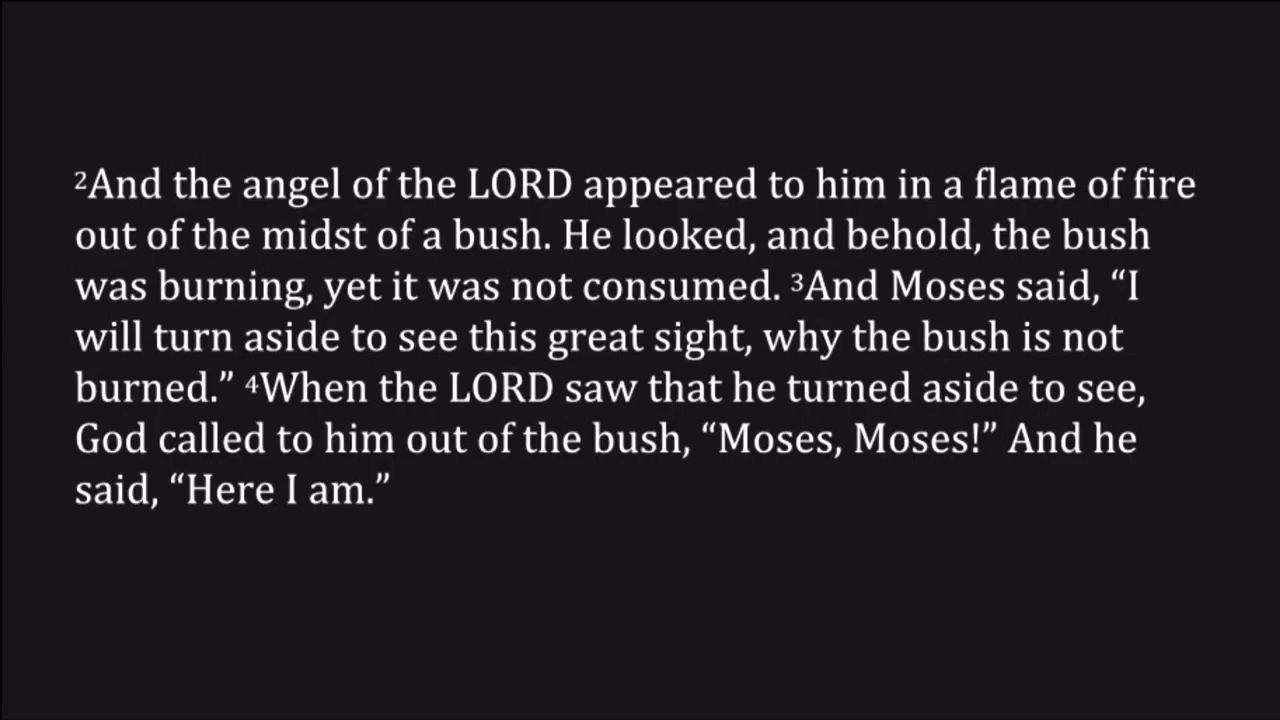 ²And the angel of the LORD appeared to him in a flame of fire
out of the midst of a bush. He looked, and behold, the bush
was burning, yet it was not consumed. ³And Moses said, “I
will turn aside to see this great sight, why the bush is not
burned.” ⁴When the LORD saw that he turned aside to see,
God called to him out of the bush, “Moses, Moses!” And he
said, “Here I am.”